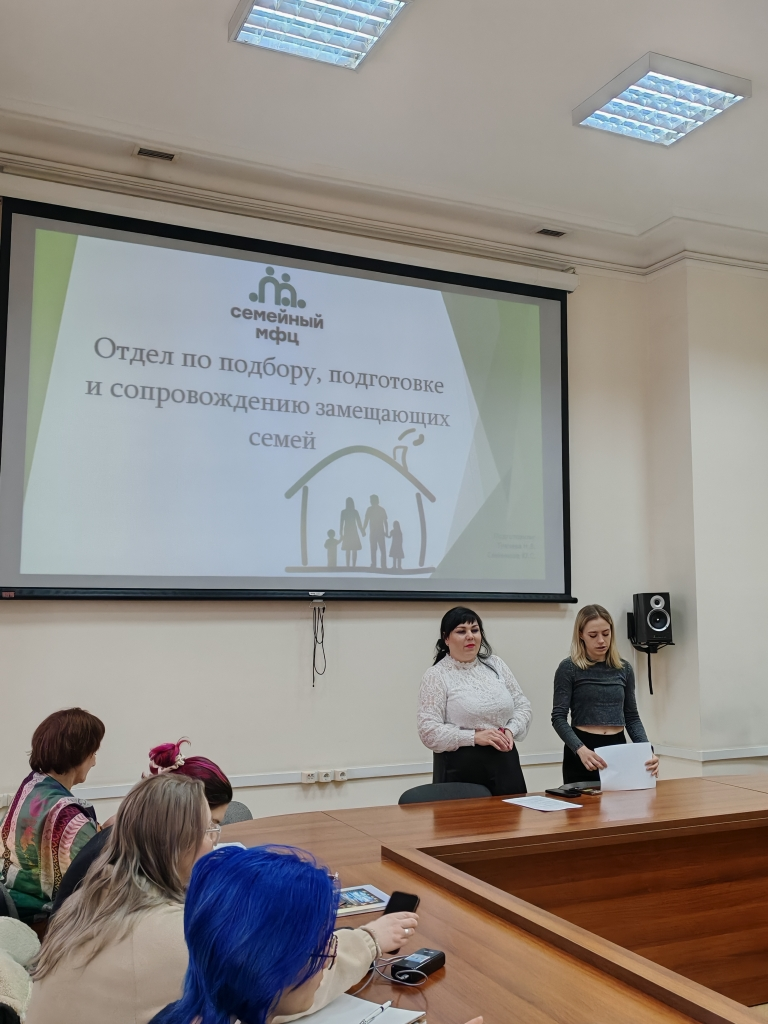 семейный
мфц
Отдел по подбору, подготовке
и сопровождению замещающих
семей